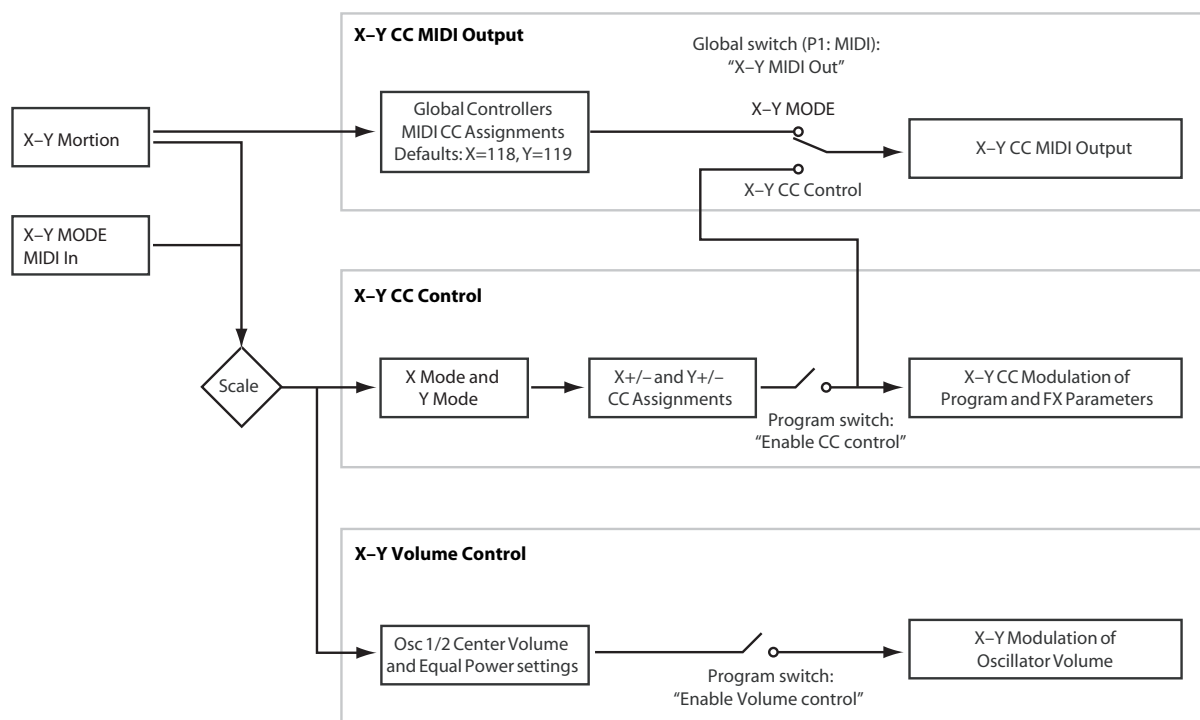 X–Y CC MIDI Output
Global switch (P1: MIDI):
“X–Y MIDI Out”
X–Y Mortion
Global Controllers
MIDI CC Assignments
Defaults: X=118, Y=119
X–Y MODE
X–Y CC MIDI Output
X–Y CC Control
X–Y MODE
MIDI In
X–Y CC Control
Scale
X Mode and
Y Mode
X+/– and Y+/–
CC Assignments
Program switch:
“Enable CC control”
X–Y CC Modulation of
Program and FX Parameters
X–Y Volume Control
Osc 1/2 Center Volume
and Equal Power settings
Program switch:
“Enable Volume control”
X–Y Modulation of
Oscillator Volume